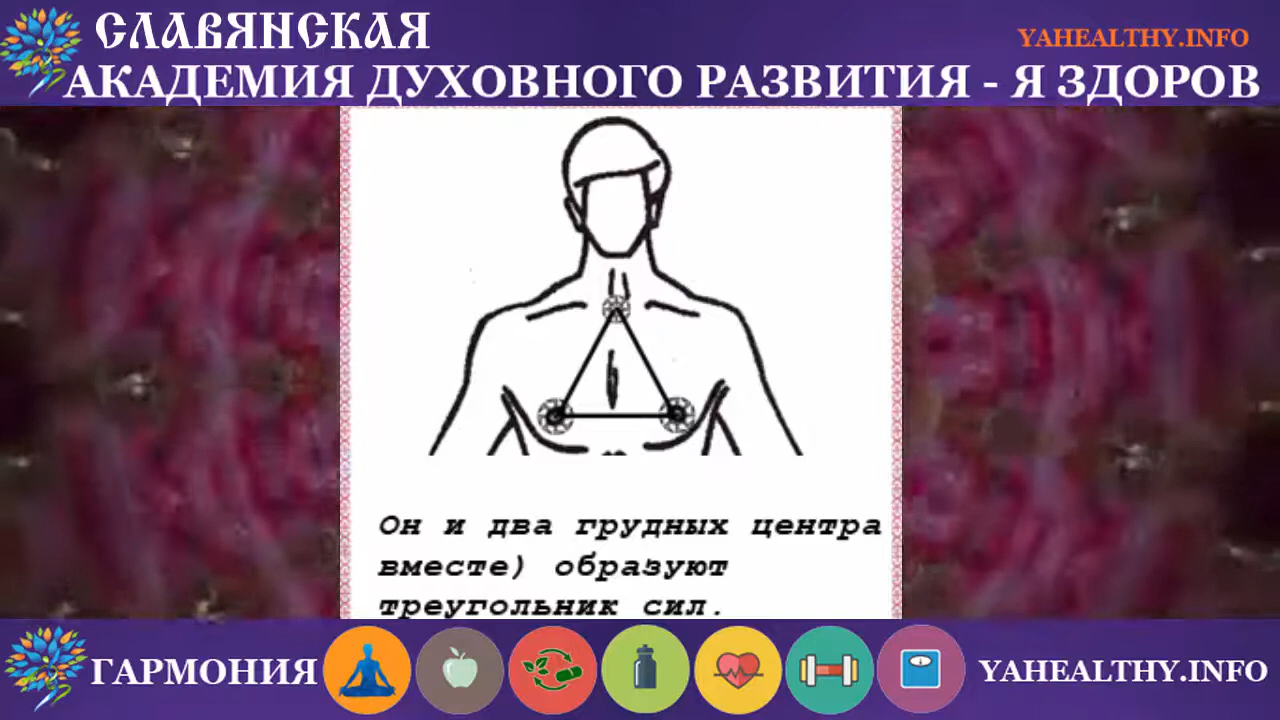 СЛАВЯНСКАЯ
YAHEALTHY.INFO
АКАДЕМИЯ ДУХОВНОГО РАЗВИТИЯ - Я ЗДОРОВ
Он и два грудных центра
вместе) образуют
треугольник сил.
ГАРМОНИЯ
YAHEALTHY.INFO